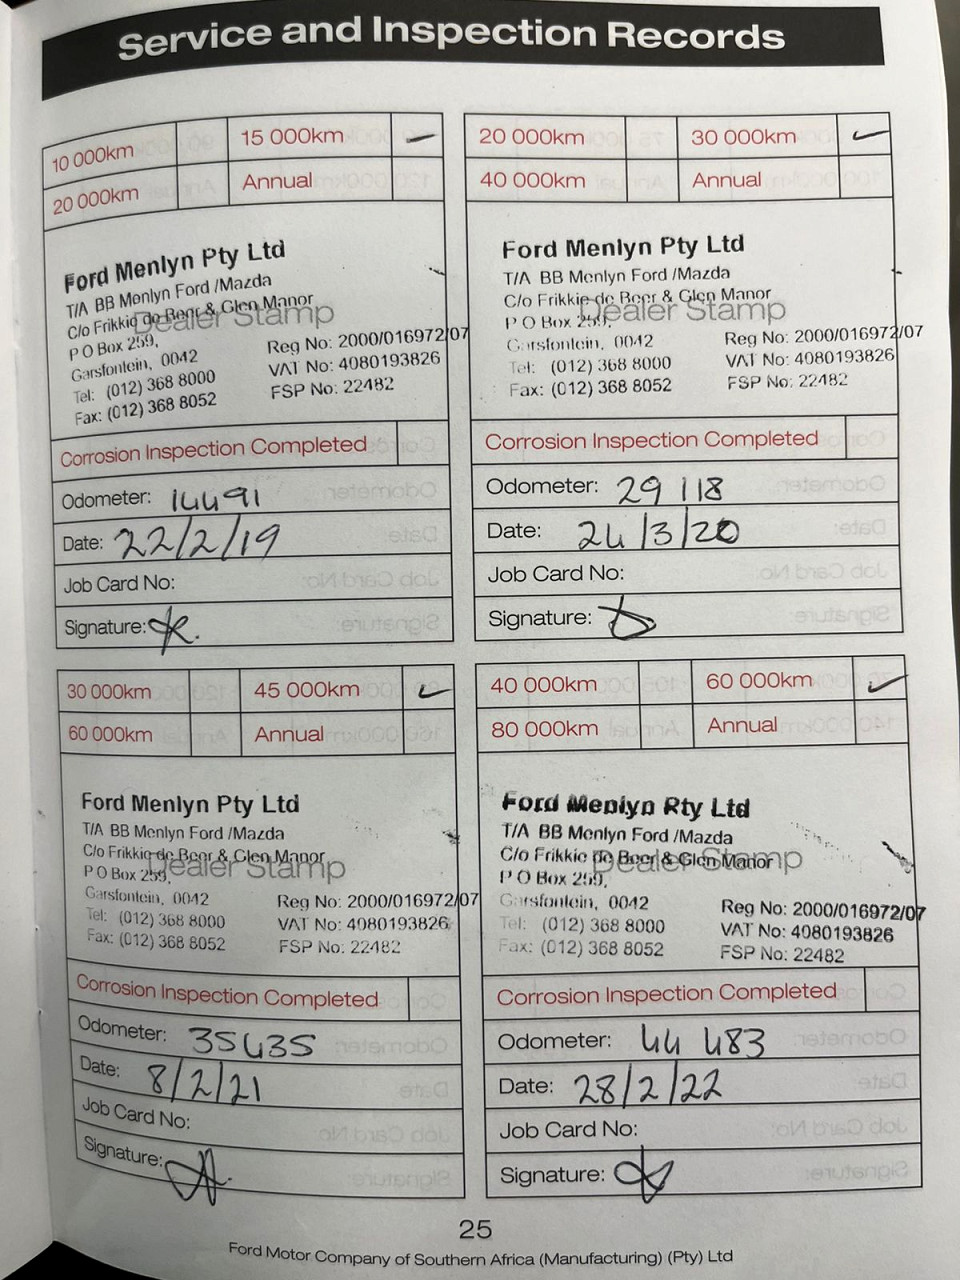 Service and Inspection Records
10 000km 15 000km ✓
20 000km Annual
Dealer Stamp
Ford Menlyn Pty Ltd
T/A BB Menlyn Ford /Mazda
C/o Frikkie de Beer & Glen Manor
P O Box 259,
Garsfontein, 0042
Tel: (012) 368 8000
Fax: (012) 368 8052
Reg No: 2000/016972/07
VAT No: 4080193826
FSP No: 22482
Corrosion Inspection Completed
Odometer: 14491
Date: 22/2/19
Job Card No:
Signature:
20 000km 30 000km ✓
40 000km Annual
Dealer Stamp
Ford Menlyn Pty Ltd
T/A BB Menlyn Ford /Mazda
C/o Frikkie de Beer & Glen Manor
P O Box 259,
Garsfontein, 0042
Tel: (012) 368 8000
Fax: (012) 368 8052
Reg No: 2000/016972/07
VAT No: 4080193826
FSP No: 22482
Corrosion Inspection Completed
Odometer: 29 118
Date: 24/3/20
Job Card No:
Signature:
30 000km 45 000km ✓
60 000km Annual
Dealer Stamp
Ford Menlyn Pty Ltd
T/A BB Menlyn Ford /Mazda
C/o Frikkie de Beer & Glen Manor
P O Box 259,
Garsfontein, 0042
Tel: (012) 368 8000
Fax: (012) 368 8052
Reg No: 2000/016972/07
VAT No: 4080193826
FSP No: 22482
Corrosion Inspection Completed
Odometer: 35435
Date: 8/2/21
Job Card No:
Signature:
40 000km 60 000km ✓
80 000km Annual
Dealer Stamp
Ford Menlyn Pty Ltd
T/A BB Menlyn Ford /Mazda
C/o Frikkie de Beer & Glen Manor
P O Box 259,
Garsfontein, 0042
Tel: (012) 368 8000
Fax: (012) 368 8052
Reg No: 2000/016972/07
VAT No: 4080193826
FSP No: 22482
Corrosion Inspection Completed
Odometer: 44 483
Date: 28/2/22
Job Card No:
Signature:
25
Ford Motor Company of Southern Africa (Manufacturing) (Pty) Ltd